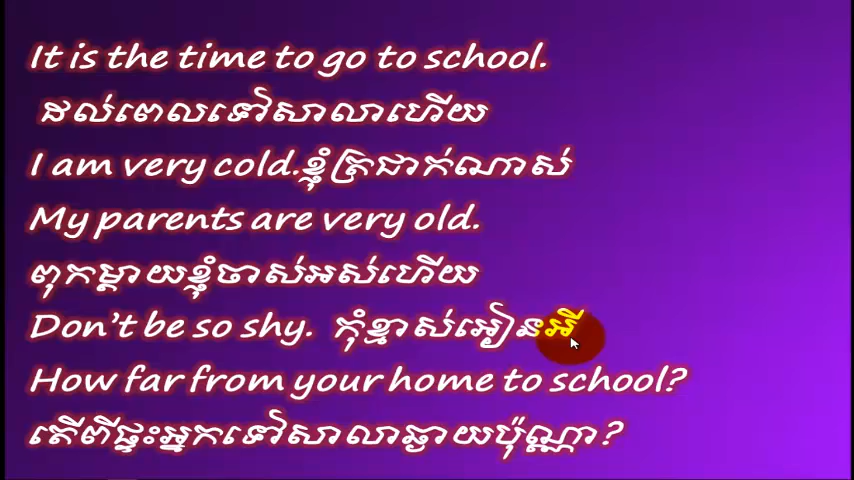 It is the time to go to school.
ដល់ពេលទៅសាលាហើយ
I am very cold.ខ្ញុំត្រជាក់ណាស់
My parents are very old.
ពុកម្ដាយខ្ញុំចាស់អស់ហើយ
Don't be so shy. កុំខ្មាស់អៀនអី
How far from your home to school?
តើពីផ្ទះអ្នកទៅសាលាឆ្ងាយប៉ុណ្ណា?